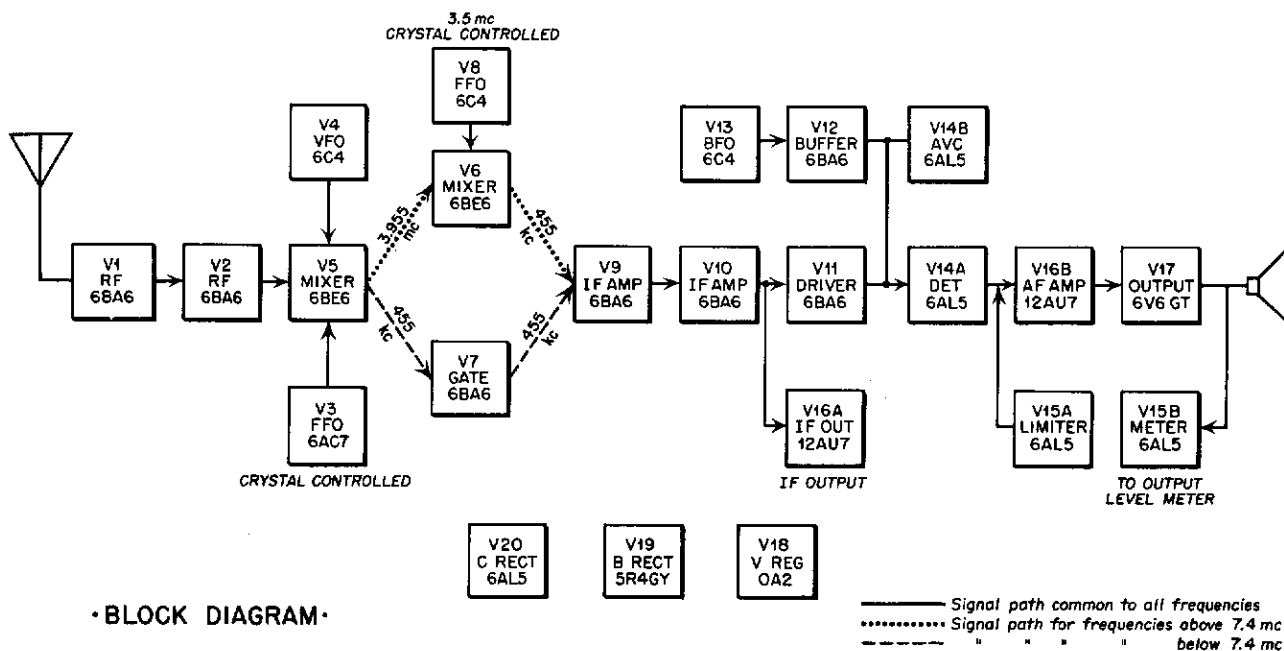 3.5 mc
CRYSTAL CONTROLLED
V8
FFO
6C4
V4
VFO
6C4
V6
MIXER
6BE6
V13
BFO
6C4
V12
BUFFER
6BA6
V14B
AVC
6AL5
3.955
mc
455
kc
V1
RF
6BA6
V2
RF
6BA6
V5
MIXER
6BE6
V9
IF AMP
6BA6
V10
IF AMP
6BA6
V11
DRIVER
6BA6
V14A
DET
6AL5
V16B
AF AMP
12AU7
V17
OUTPUT
6V6 GT
455
kc
455
kc
V7
GATE
6BA6
V3
FFO
6AC7
CRYSTAL CONTROLLED
V16A
IF OUT
12AU7
IF OUTPUT
V15A
LIMITER
6AL5
V15B
METER
6AL5
TO OUTPUT
LEVEL METER
V20
C RECT
6AL5
V19
B RECT
5R4GY
V18
V REG
OA2
·BLOCK DIAGRAM·
Signal path common to all frequencies
Signal path for frequencies above 7.4 mc
" " " " below 7.4 mc